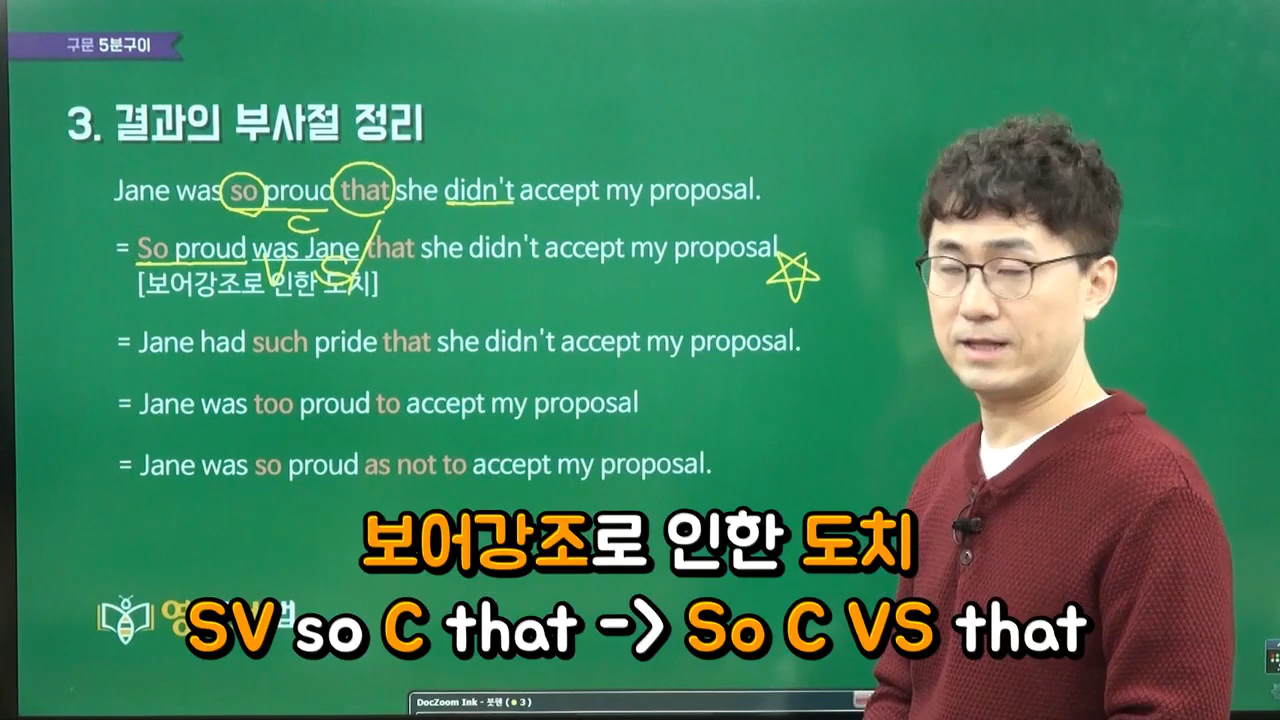 구문 5분구이
3. 결과의 부사절 정리
Jane was so proud that she didn't accept my proposal.
C
= So proud was Jane that she didn't accept my proposal
V S
[보어강조로 인한 도치]
= Jane had such pride that she didn't accept my proposal.
= Jane was too proud to accept my proposal
= Jane was so proud as not to accept my proposal.
보어강조로 인한 도치
SV so C that -> So C VS that
DocZoom Ink - 붓펜 ( 3 )